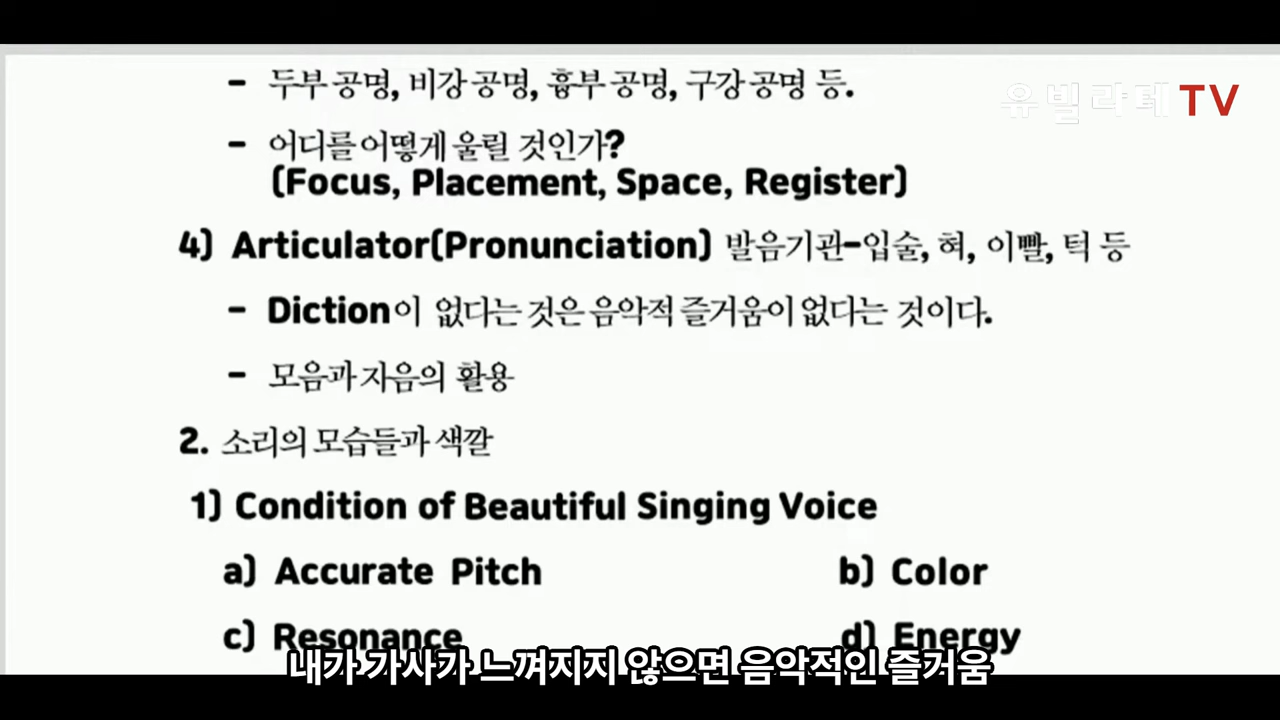 - 두부 공명, 비강 공명, 흉부 공명, 구강 공명 등.
유빌라테TV
- 어디를 어떻게 울릴 것인가?
(Focus, Placement, Space, Register)
4) Articulator(Pronunciation) 발음기관-입술, 혀, 이빨, 턱 등
- Diction이 없다는 것은 음악적 즐거움이 없다는 것이다.
- 모음과 자음의 활용
2. 소리의 모습들과 색깔
1) Condition of Beautiful Singing Voice
a) Accurate Pitch b) Color
c) Resonance d) Energy
내가 가사가 느껴지지 않으면 음악적인 즐거움